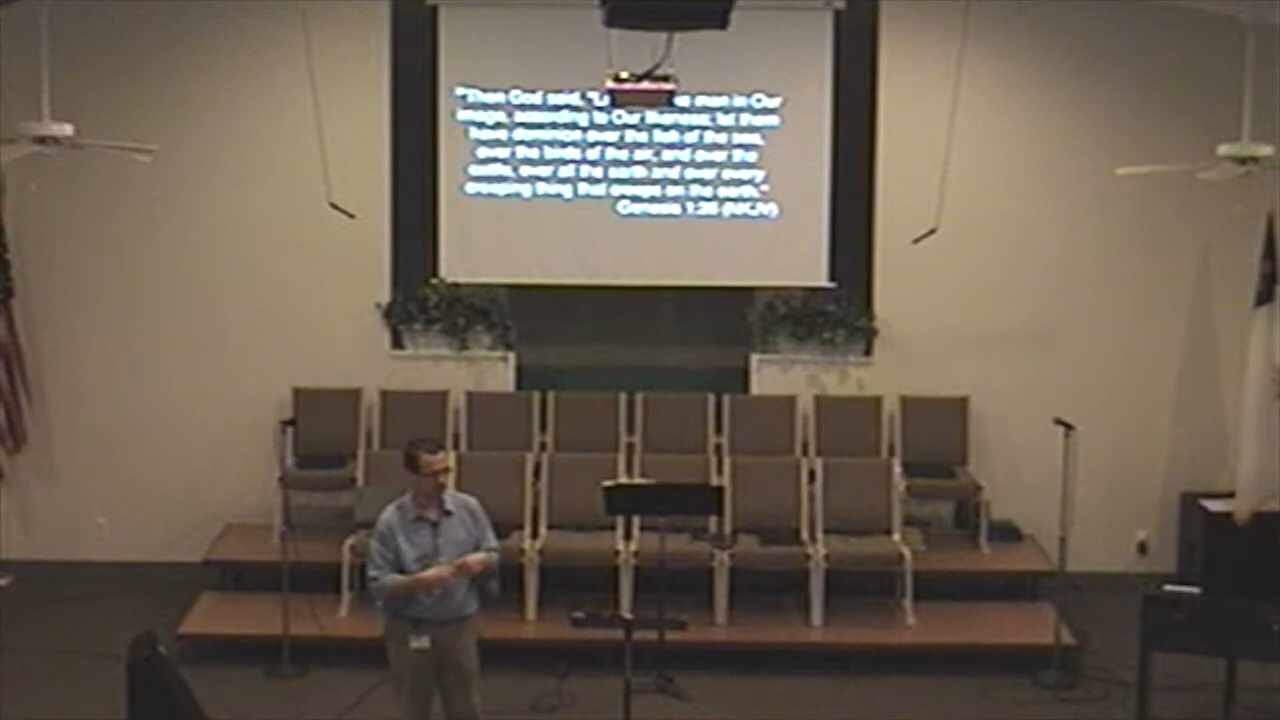 "Then God said, "L man in Our
image, according to Our likeness; let them
have dominion over the fish of the sea,
over the birds of the air, and over the
cattle, over all the earth and over every
creeping thing that creeps on the earth."
Genesis 1:26 (NKJV)